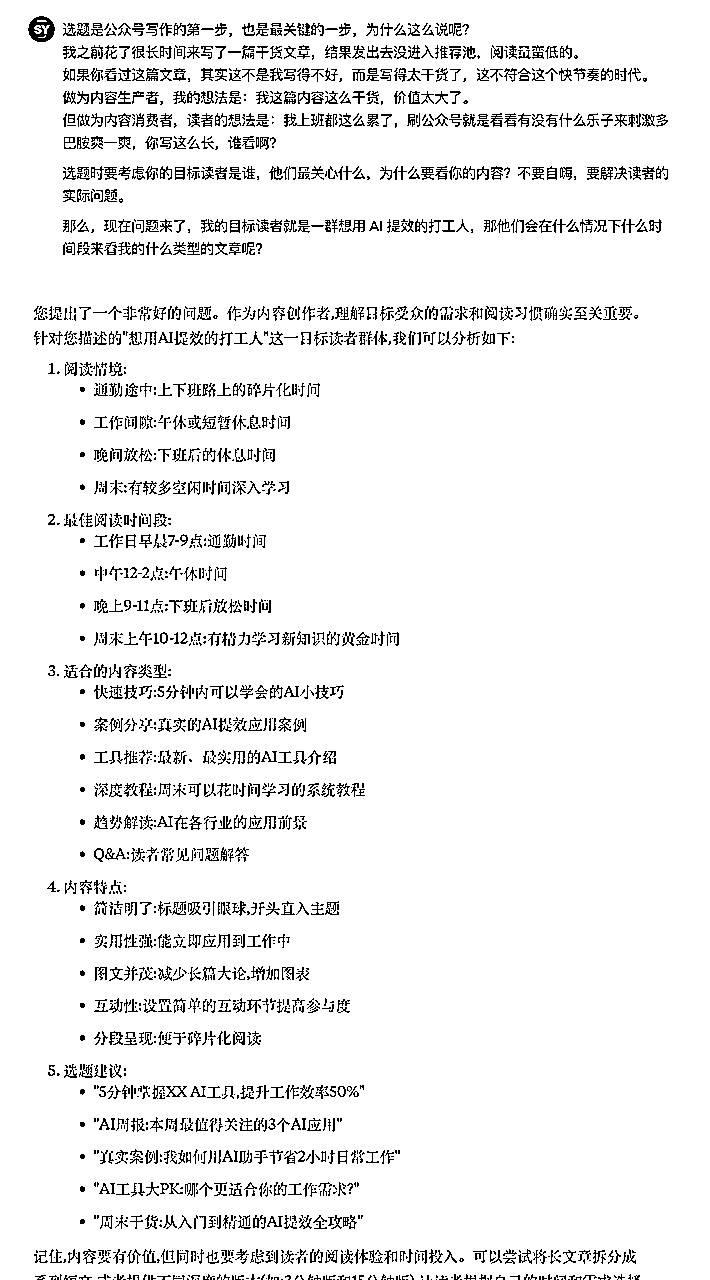 SY
选题是公众号写作的第一步，也是最关键的一步，为什么这么说呢？
我之前花了很长时间来写了一篇干货文章，结果发出去没进入推荐池，阅读量蛮低的。
如果你看过这篇文章，其实这不是我写得不好，而是写得太干货了，这不符合这个快节奏的时代。
做为内容生产者，我的想法是：我这篇内容这么干货，价值太大了。
但做为内容消费者，读者的想法是：我上班都这么累了，刷公众号就是看看有没有什么乐子来刺激多
巴胺爽一爽，你写这么长，谁看啊？
选题时要考虑你的目标读者是谁，他们最关心什么，为什么要看你的内容？不要自嗨，要解决读者的
实际问题。
那么，现在问题来了，我的目标读者就是一群想用 AI 提效的打工人，那他们会在什么情况下什么时
间段来看我的什么类型的文章呢？
您提出了一个非常好的问题。作为内容创作者,理解目标受众的需求和阅读习惯确实至关重要。
针对您描述的"想用AI提效的打工人"这一目标读者群体,我们可以分析如下:
1. 阅读情境:
• 通勤途中:上下班路上的碎片化时间
• 工作间隙:午休或短暂休息时间
• 晚间放松:下班后的休息时间
• 周末:有较多空闲时间深入学习
2. 最佳阅读时间段:
• 工作日早晨7-9点:通勤时间
• 中午12-2点:午休时间
• 晚上9-11点:下班后放松时间
• 周末上午10-12点:有精力学习新知识的黄金时间
3. 适合的内容类型:
• 快速技巧:5分钟内可以学会的AI小技巧
• 案例分享:真实的AI提效应用案例
• 工具推荐:最新、最实用的AI工具介绍
• 深度教程:周末可以花时间学习的系统教程
• 趋势解读:AI在各行业的应用前景
• Q&A:读者常见问题解答
4. 内容特点:
• 简洁明了:标题吸引眼球,开头直入主题
• 实用性强:能立即应用到工作中
• 图文并茂:减少长篇大论,增加图表
• 互动性:设置简单的互动环节提高参与度
• 分段呈现:便于碎片化阅读
5. 选题建议:
• "5分钟掌握XX AI工具,提升工作效率50%"
• "AI周报:本周最值得关注的3个AI应用"
• "真实案例:我如何用AI助手节省2小时日常工作"
• "AI工具大PK:哪个更适合你的工作需求?"
• "周末干货:从入门到精通的AI提效全攻略"
记住,内容要有价值,但同时也要考虑到读者的阅读体验和时间投入。可以尝试将长文章拆分成